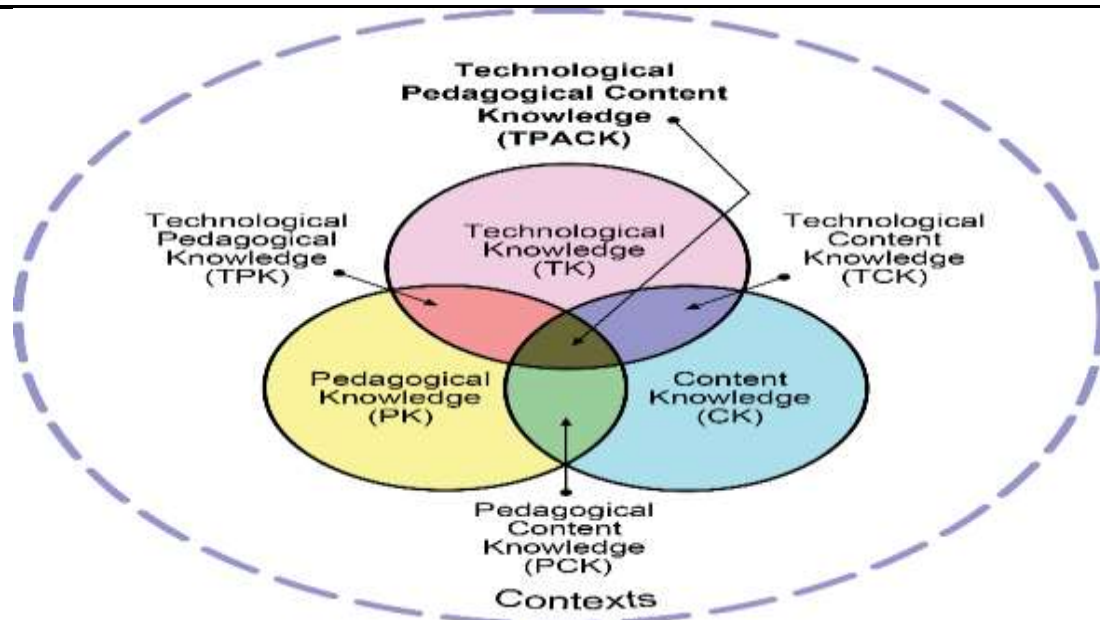 Technological
Pedagogical Content
Knowledge
(TPACK)
Technological
Pedagogical
Knowledge
(TPK)
Technological
Knowledge
(TK)
Technological
Content
Knowledge
(TCK)
Pedagogical
Knowledge
(PK)
Content
Knowledge
(CK)
Pedagogical
Content
Knowledge
(PCK)
Contexts